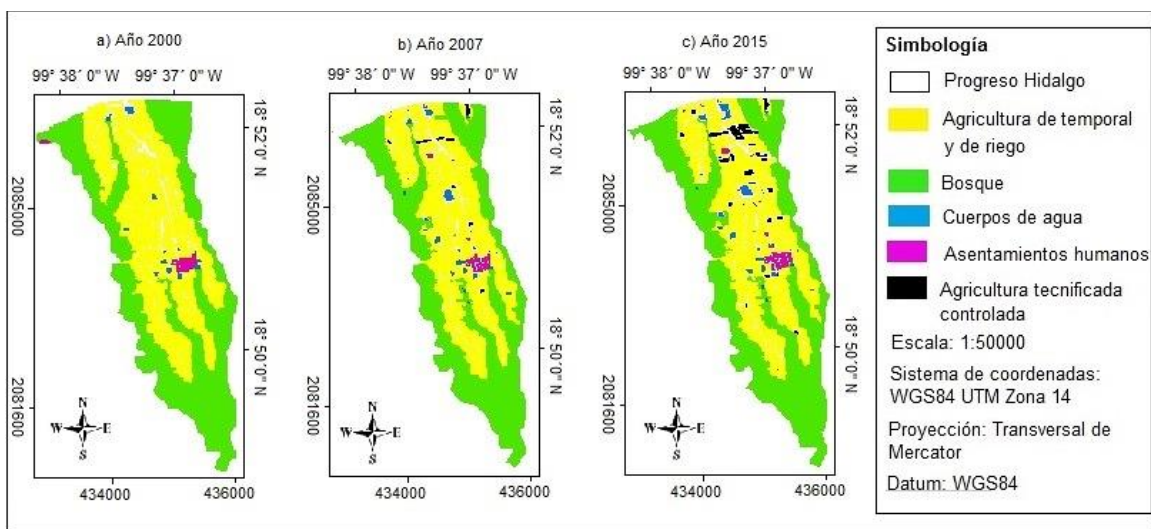 a) Año 2000
99° 38' 0" W 99° 37' 0" W
18° 52'0" N
2085000
18° 50'0" N
2081600
N
W E
S
434000 436000
b) Año 2007
99° 38' 0" W 99° 37' 0" W
18° 52'0" N
2085000
18° 50'0" N
2081600
N
W E
S
434000 436000
c) Año 2015
99° 38' 0" W 99° 37' 0" W
18° 52'0" N
2085000
18° 50'0" N
2081600
N
W E
S
434000 436000
Simbología
Progreso Hidalgo
Agricultura de temporal
y de riego
Bosque
Cuerpos de agua
Asentamientos humanos
Agricultura tecnificada
controlada
Escala: 1:50000
Sistema de coordenadas:
WGS84 UTM Zona 14
Proyección: Transversal de
Mercator
Datum: WGS84